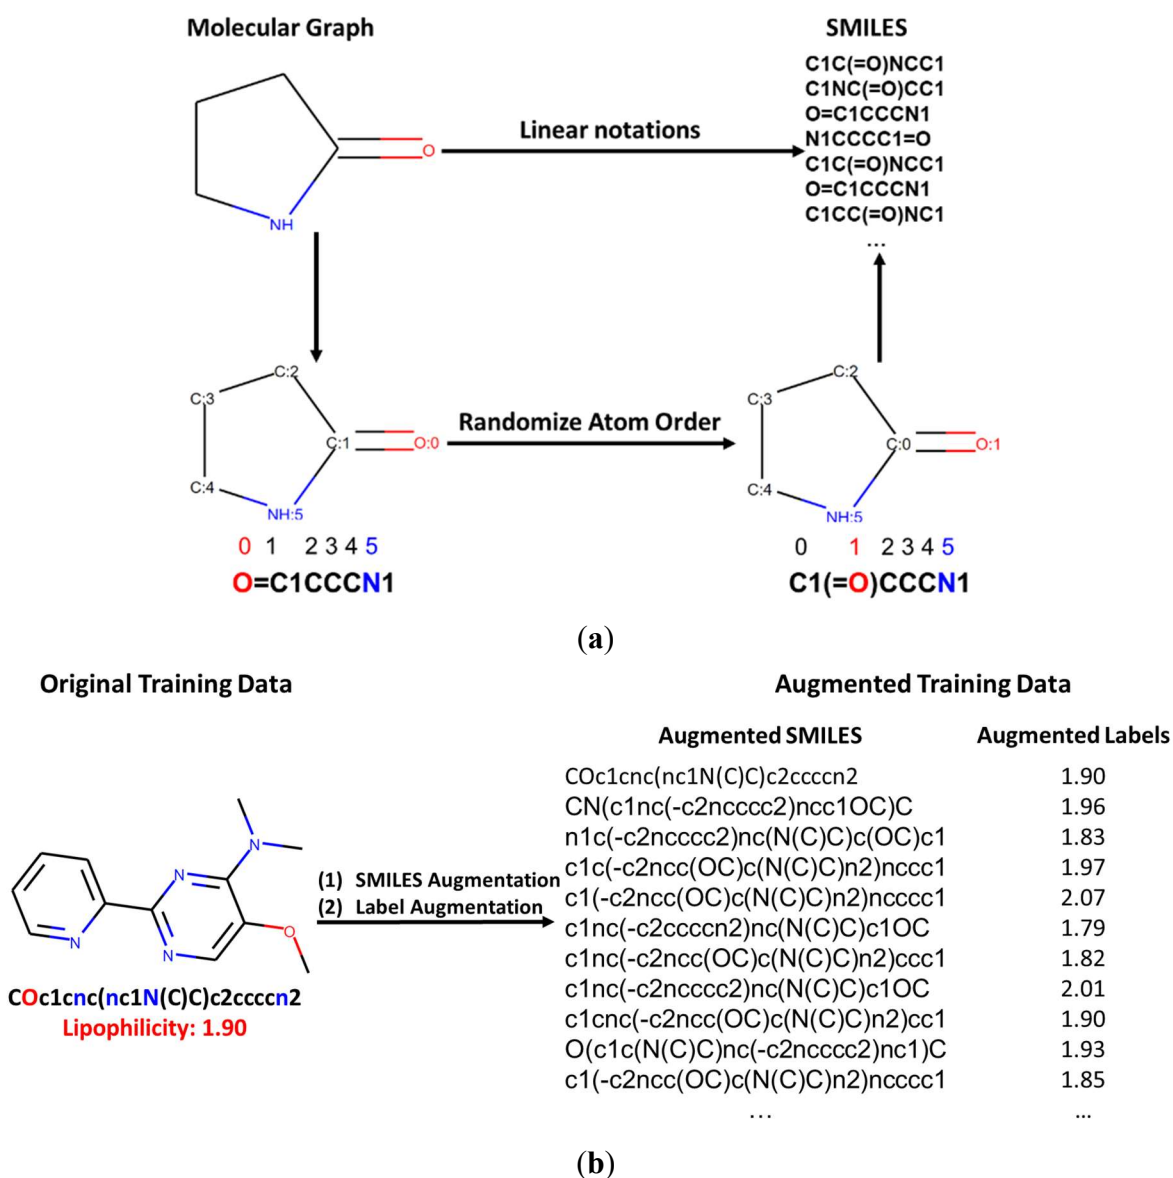 Molecular Graph
SMILES
C1C(=O)NCC1
C1NC(=O)CC1
O=C1CCCN1
N1CCCC1=O
C1C(=O)NCC1
O=C1CCCN1
C1CC(=O)NC1
...
Linear notations
O
NH
C:2
C:3
C:1
O:0
C:4
NH:5
0 1 2 3 4 5
O=C1CCCN1
Randomize Atom Order
C:2
C:3
C:0
O:1
C:4
NH:5
0 1 2 3 4 5
C1(=O)CCCN1
(a)
Original Training Data
Augmented Training Data
Augmented SMILES Augmented Labels
COc1cnc(nc1N(C)C)c2ccccn2 1.90
CN(c1nc(-c2ncccc2)ncc1OC)C 1.96
n1c(-c2ncccc2)nc(N(C)C)c(OC)c1 1.83
c1c(-c2ncc(OC)c(N(C)C)n2)nccc1 1.97
c1(-c2ncc(OC)c(N(C)C)n2)ncccc1 2.07
c1nc(-c2ccccn2)nc(N(C)C)c1OC 1.79
c1nc(-c2ncc(OC)c(N(C)C)n2)ccc1 1.82
c1nc(-c2ncccc2)nc(N(C)C)c1OC 2.01
c1cnc(-c2ncc(OC)c(N(C)C)n2)cc1 1.90
O(c1c(N(C)C)nc(-c2ncccc2)nc1)C 1.93
c1(-c2ncc(OC)c(N(C)C)n2)ncccc1 1.85
... ...
N
N
N
N
O
(1) SMILES Augmentation
(2) Label Augmentation
COc1cnc(nc1N(C)C)c2ccccn2
Lipophilicity: 1.90
(b)